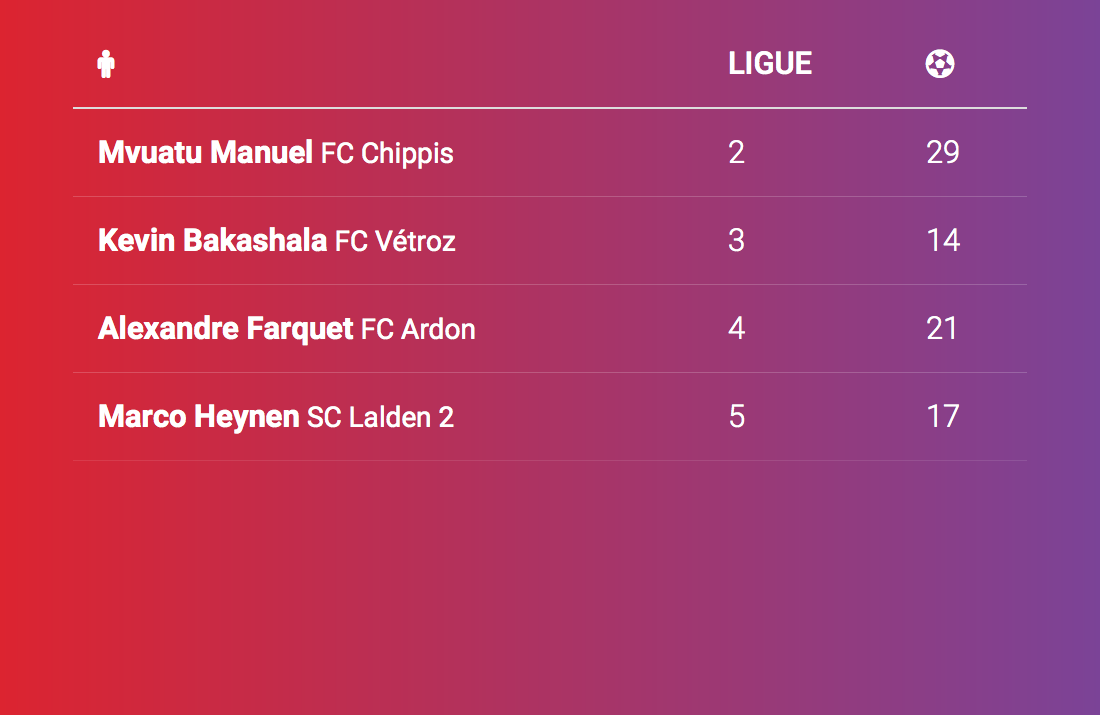 LIGUE
Mvuatu Manuel FC Chippis 2 29
Kevin Bakashala FC Vétroz 3 14
Alexandre Farquet FC Ardon 4 21
Marco Heynen SC Lalden 2 5 17